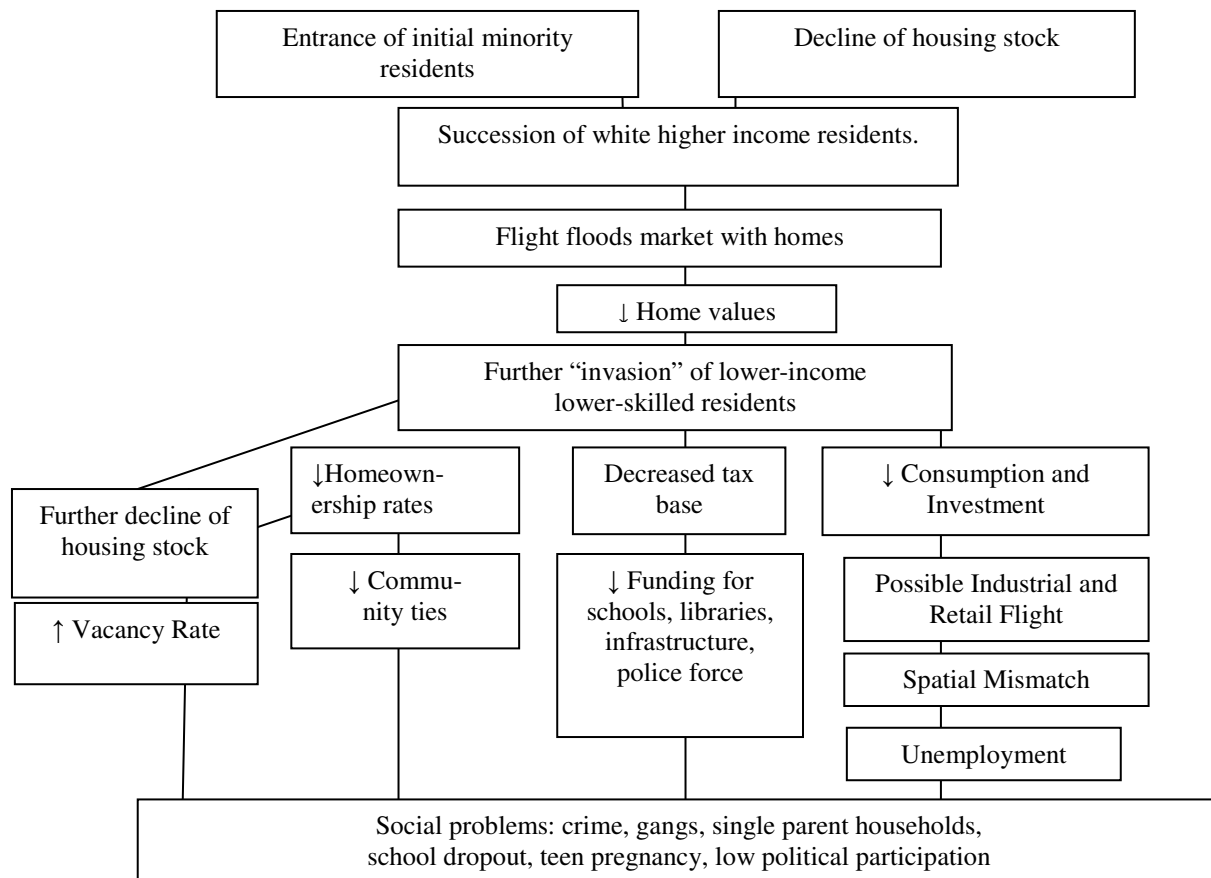 Entrance of initial minority
residents
Decline of housing stock
Succession of white higher income residents.
Flight floods market with homes
↓ Home values
Further “invasion” of lower-income
lower-skilled residents
Further decline of
housing stock
↑ Vacancy Rate
↓Homeown-
ership rates
↓ Commu-
nity ties
Decreased tax
base
↓ Funding for
schools, libraries,
infrastructure,
police force
↓ Consumption and
Investment
Possible Industrial and
Retail Flight
Spatial Mismatch
Unemployment
Social problems: crime, gangs, single parent households,
school dropout, teen pregnancy, low political participation